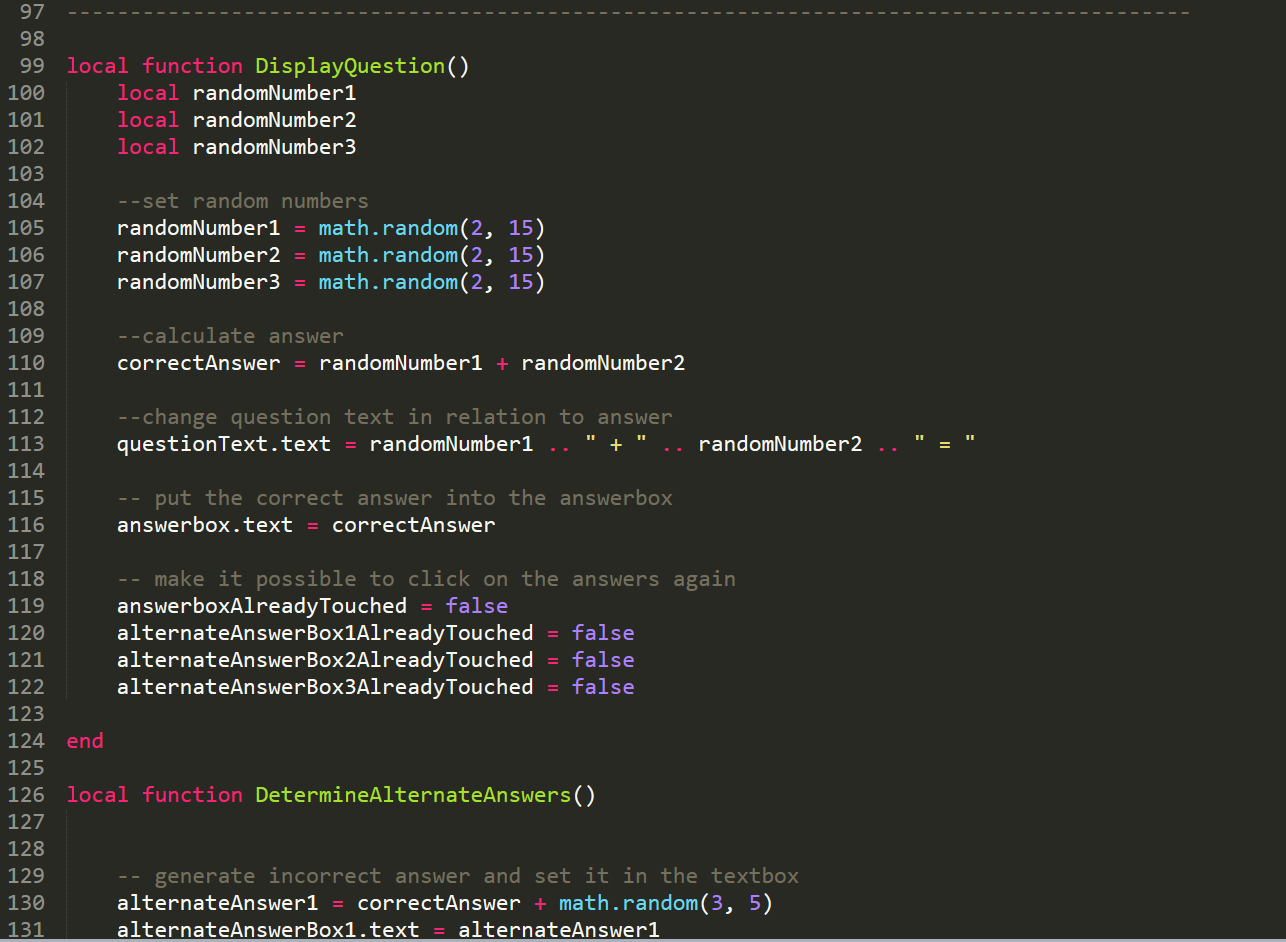 97 -----------------------------------------------------------------------------------------
98
99 local function DisplayQuestion()
100     local randomNumber1
101     local randomNumber2
102     local randomNumber3
103
104     --set random numbers
105     randomNumber1 = math.random(2, 15)
106     randomNumber2 = math.random(2, 15)
107     randomNumber3 = math.random(2, 15)
108
109     --calculate answer
110     correctAnswer = randomNumber1 + randomNumber2
111
112     --change question text in relation to answer
113     questionText.text = randomNumber1 .. " + " .. randomNumber2 .. " = "
114
115     -- put the correct answer into the answerbox
116     answerbox.text = correctAnswer
117
118     -- make it possible to click on the answers again
119     answerboxAlreadyTouched = false
120     alternateAnswerBox1AlreadyTouched = false
121     alternateAnswerBox2AlreadyTouched = false
122     alternateAnswerBox3AlreadyTouched = false
123
124 end
125
126 local function DetermineAlternateAnswers()
127
128
129     -- generate incorrect answer and set it in the textbox
130     alternateAnswer1 = correctAnswer + math.random(3, 5)
131     alternateAnswerBox1.text = alternateAnswer1